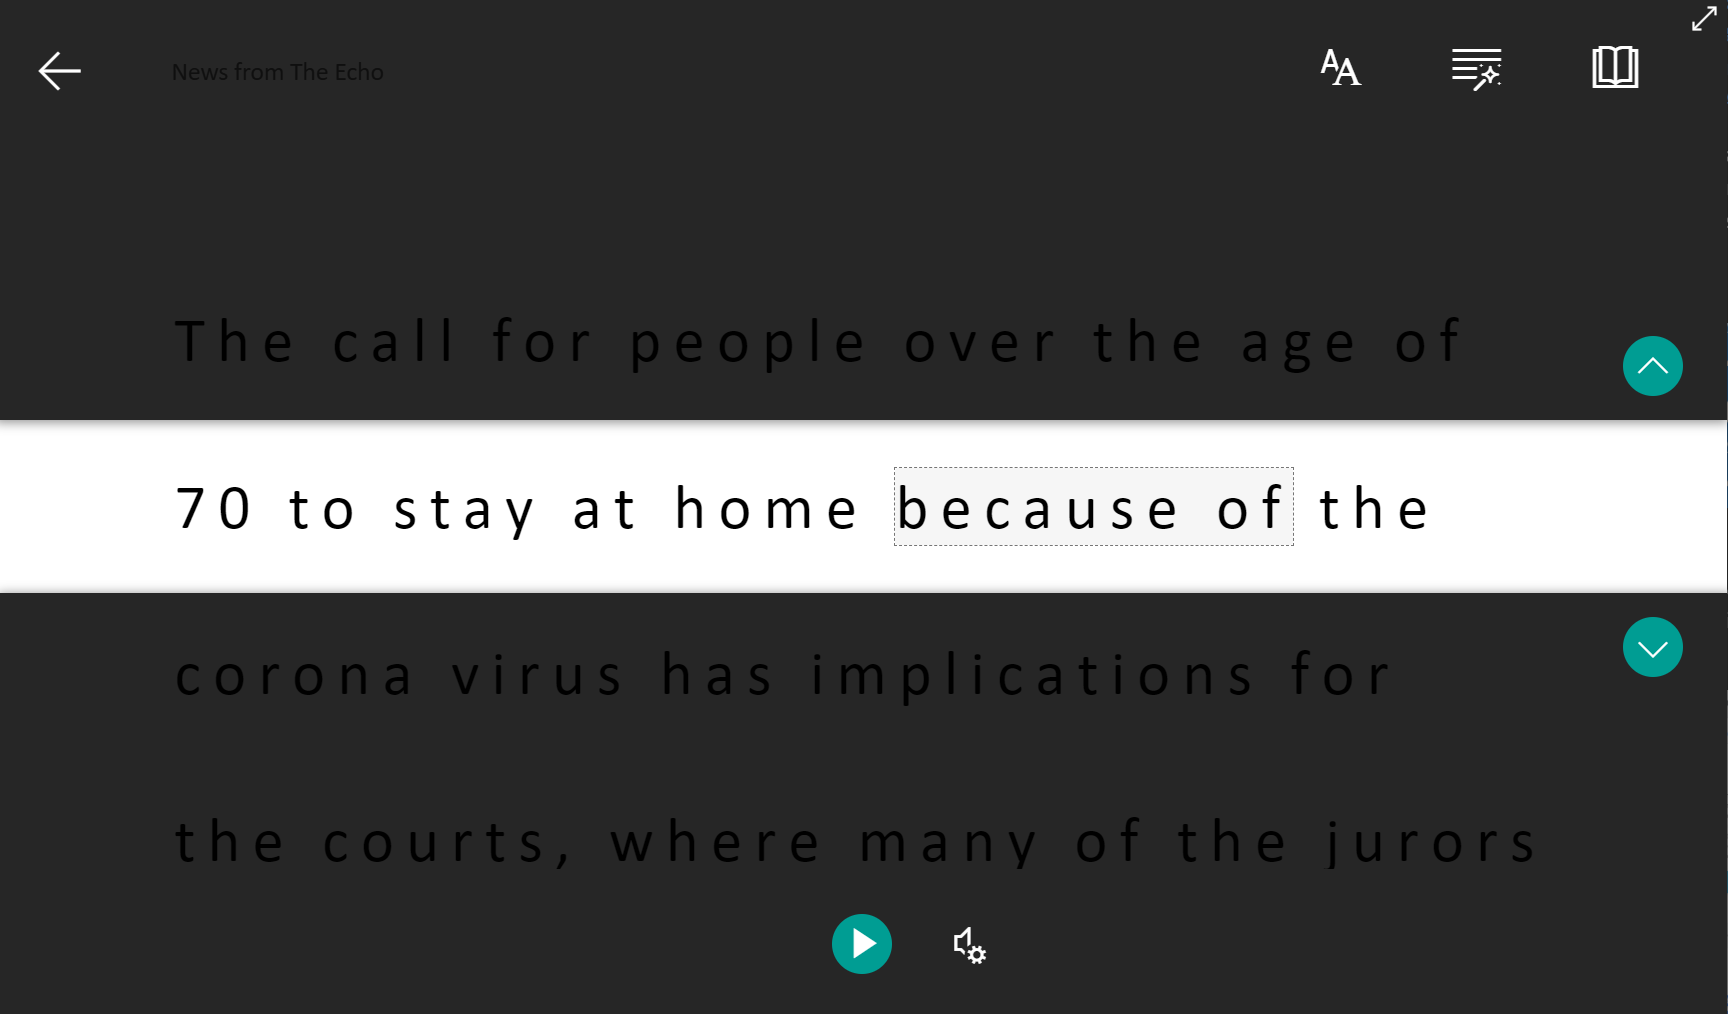 News from The Echo
The call for people over the age of
70 to stay at home because of the
corona virus has implications for
the courts, where many of the jurors